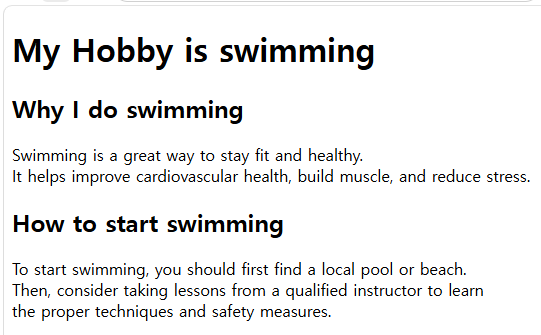 My Hobby is swimming
Why I do swimming
Swimming is a great way to stay fit and healthy.
It helps improve cardiovascular health, build muscle, and reduce stress.
How to start swimming
To start swimming, you should first find a local pool or beach.
Then, consider taking lessons from a qualified instructor to learn
the proper techniques and safety measures.